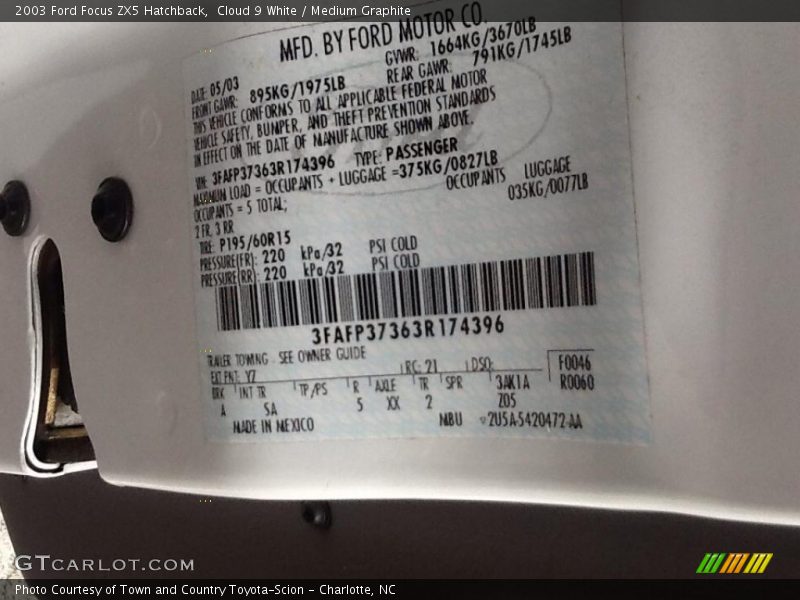 2003 Ford Focus ZX5 Hatchback,  Cloud 9 White / Medium Graphite
MFD. BY FORD MOTOR CO.
DATE: 05/03 GVWR: 1664KG/3670LB
FRONT GAWR: 895KG/1975LB REAR GAWR: 791KG/1745LB
THIS VEHICLE CONFORMS TO ALL APPLICABLE FEDERAL MOTOR
VEHICLE SAFETY, BUMPER, AND THEFT PREVENTION STANDARDS
IN EFFECT ON THE DATE OF MANUFACTURE SHOWN ABOVE.
VIN: 3FAFP37363R174396 TYPE: PASSENGER
MAXIMUM LOAD = OCCUPANTS + LUGGAGE =375KG/0827LB
OCCUPANTS = 5 TOTAL; OCCUPANTS LUGGAGE
2 FR, 3 RR 035KG/0077LB
TIRE: P195/60R15
PRESSURE(FR): 220 kPa/32 PSI COLD
PRESSURE(RR): 220 kPa/32 PSI COLD
3FAFP37363R174396
TRAILER TOWING - SEE OWNER GUIDE
EXT PNT: YZ RC: 21 DSO: F0046
BRK INT TR TP/PS R AXLE TR SPR 3AK1A R0060
A SA 5 XX 2 Z05
MADE IN MEXICO MBU 2U5A-5420472-AA
GTCARLOT.COM
Photo Courtesy of Town and Country Toyota-Scion - Charlotte, NC